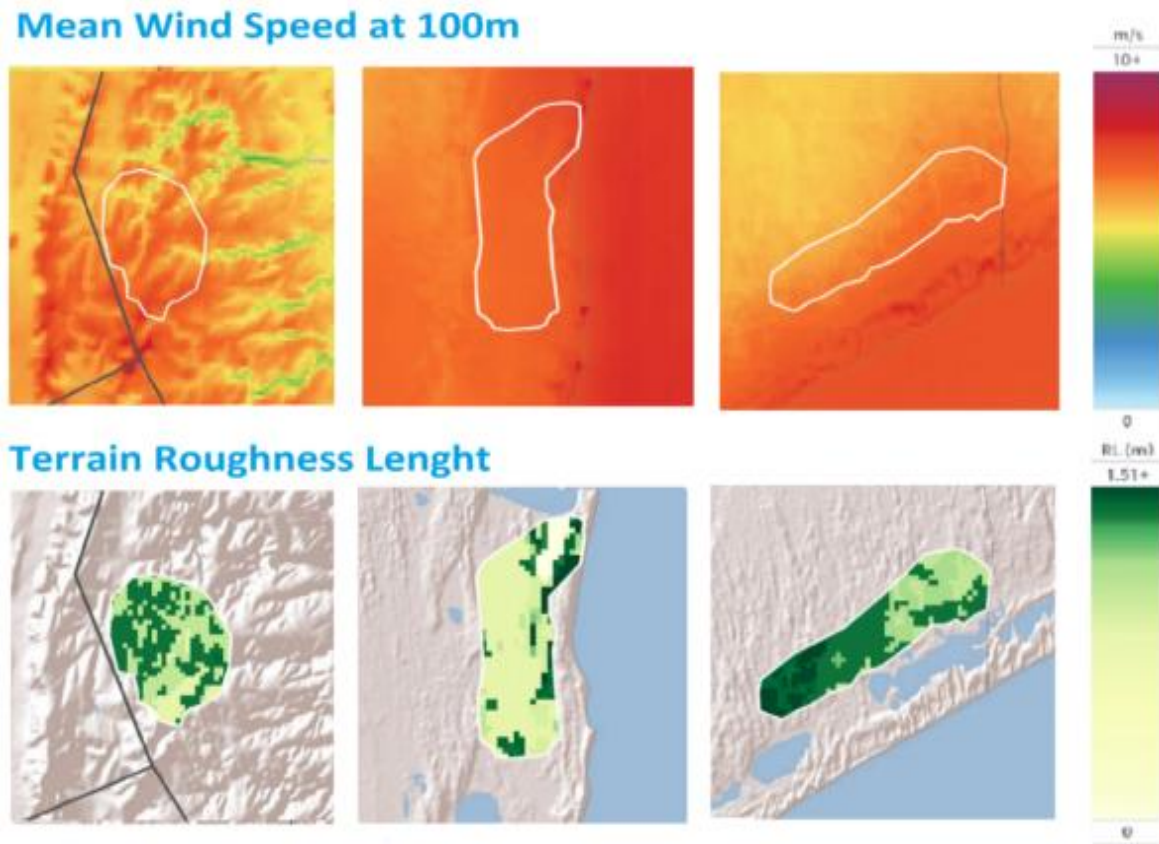 Mean Wind Speed at 100m
m/s
10+
0
Terrain Roughness Lenght
RL (m)
1.51+
0